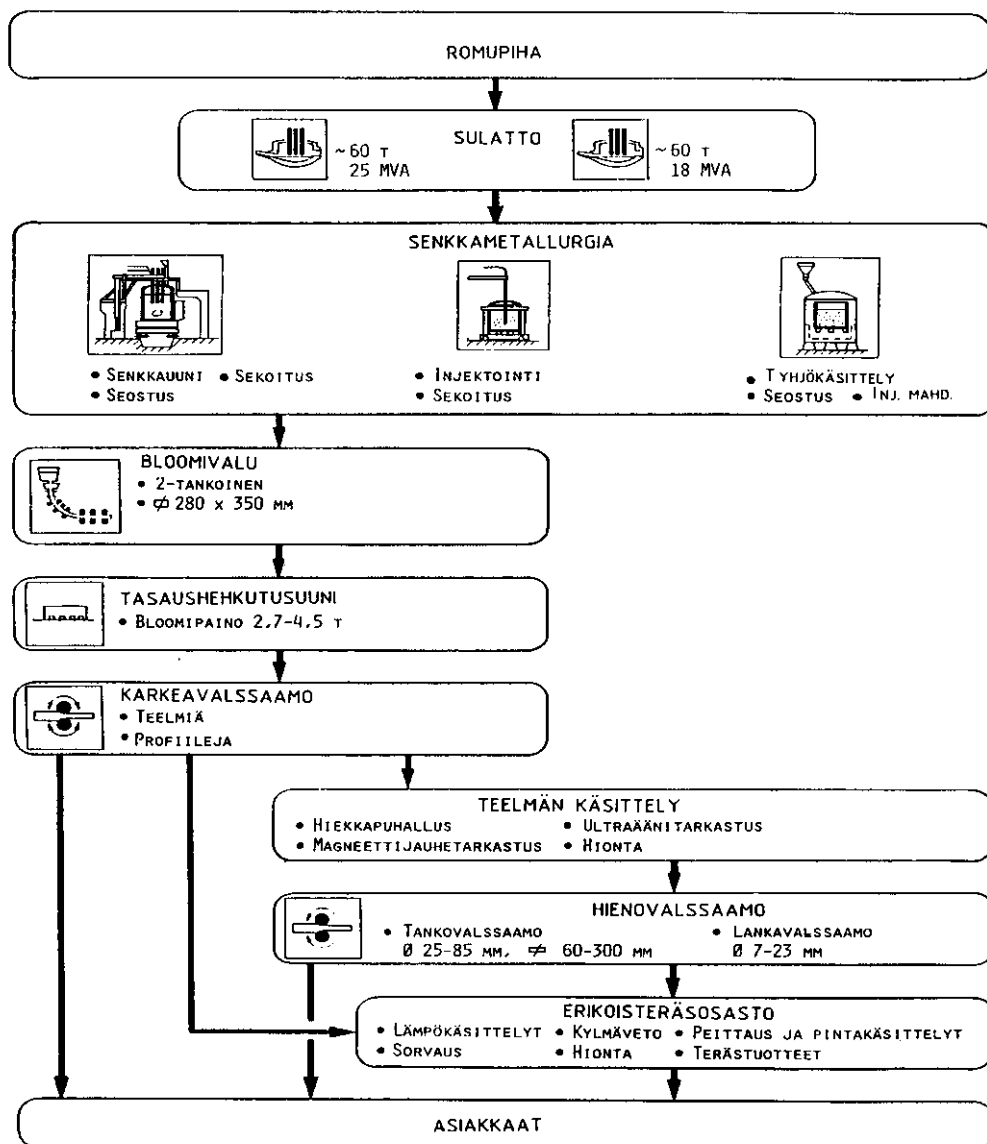 ROMUPIHA
SULATTO
~60 T
25 MVA
~60 T
18 MVA
SENKKAMETALLURGIA
• SENKKAUUNI • SEKOITUS
• SEOSTUS
• INJEKTOINTI
• SEKOITUS
• TYHJÖKÄSITTELY
• SEOSTUS • INJ. MAHD.
BLOOMIVALU
• 2-TANKOINEN
• 280 x 350 MM
TASAUSHEHKUTUSUUNI
• BLOOMIPAINO 2,7-4,5 T
KARKEAVALSSAAMO
• TEELMIÄ
• PROFIILEJA
TEELMÄN KÄSITTELY
• HIEKKAPUHALLUS • ULTRAÄÄNITARKASTUS
• MAGNEETTIJAUHETARKASTUS • HIONTA
HIENOVALSSAAMO
• TANKOVALSSAAMO
Ø 25-85 MM, 60-300 MM
• LANKAVALSSAAMO
Ø 7-23 MM
ERIKOISTERÄSOSASTO
• LÄMPÖKÄSITTELYT • KYLMÄVETO • PEITTAUS JA PINTAKÄSITTELYT
• SORVAUS • HIONTA • TERÄSTUOTTEET
ASIAKKAAT